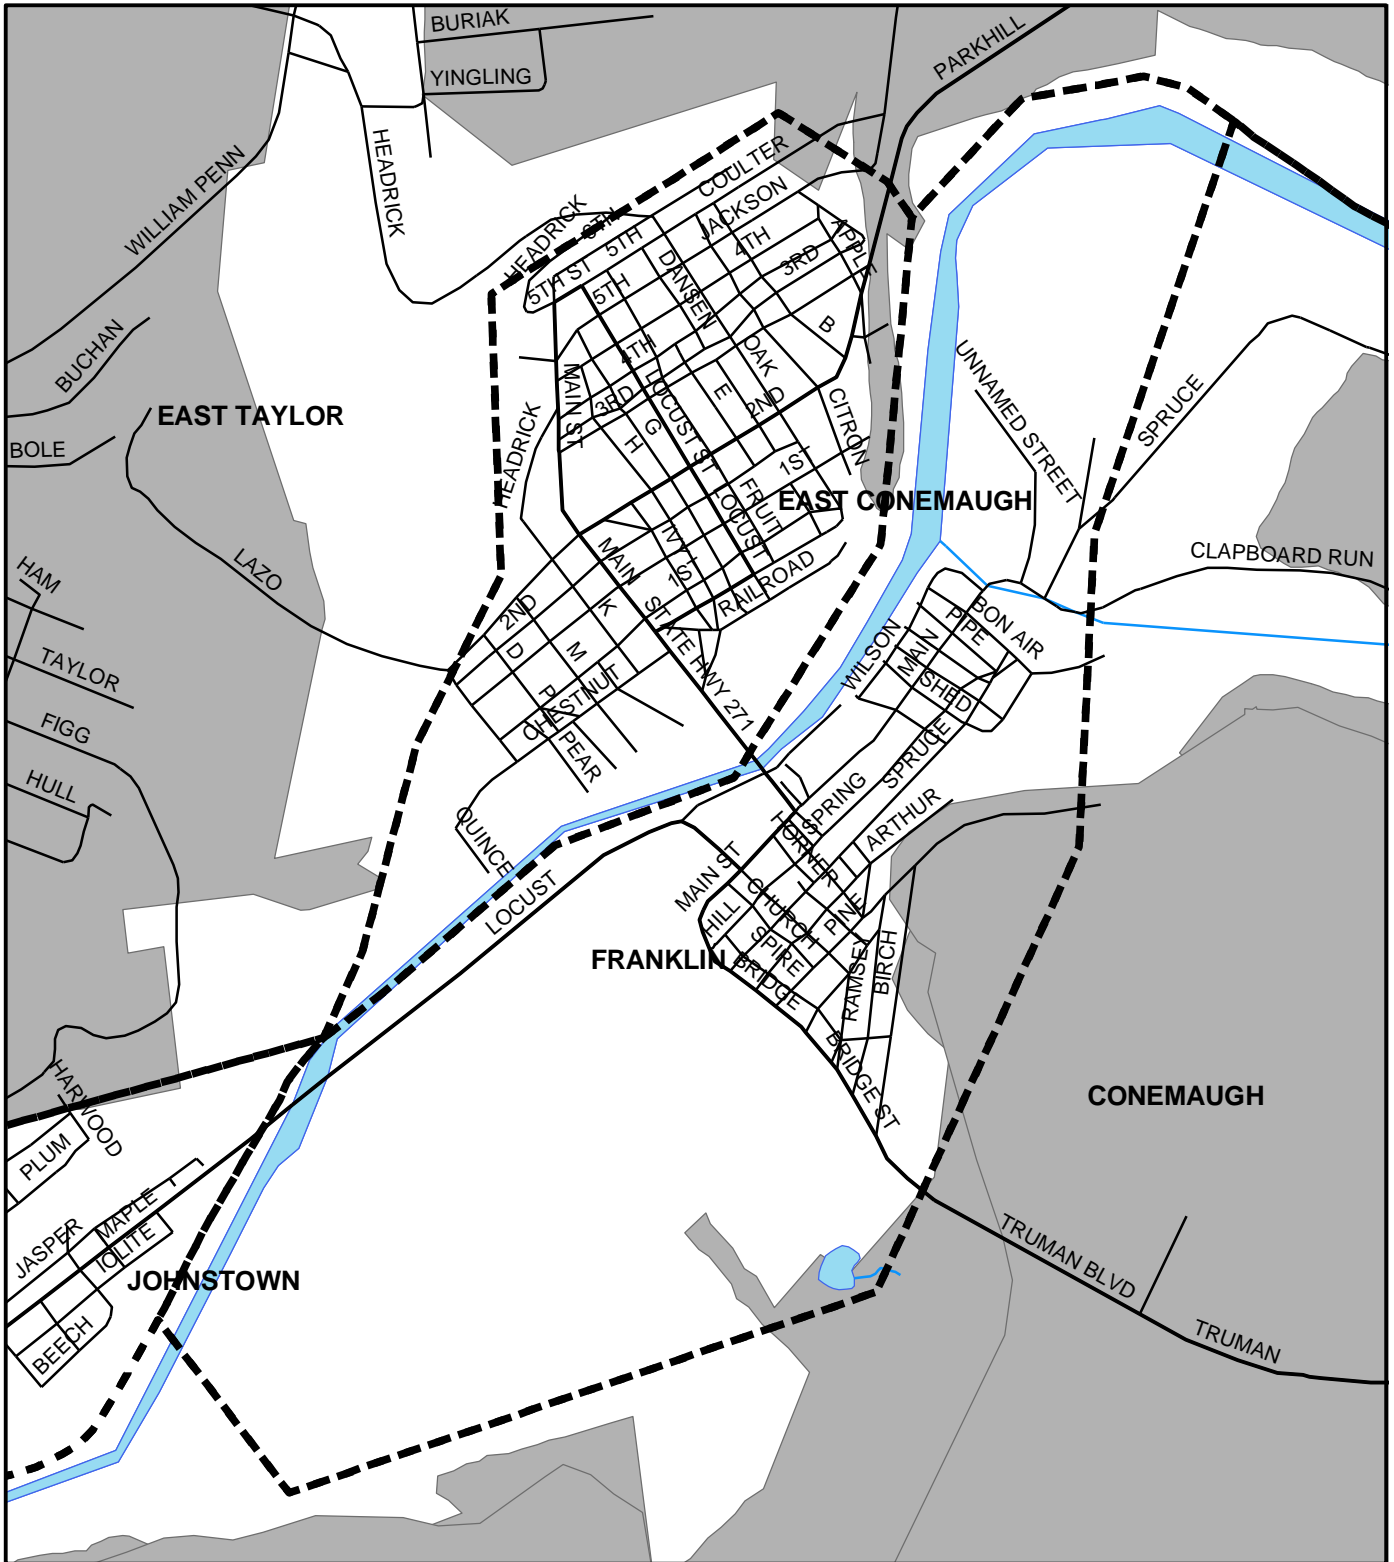 BURIAK
YINGLING
PARKHILL
HEADRICK
WILLIAM PENN
COULTER
JACKSON
HEADRICK
5TH
5TH
4TH
APPLE
3RD
5TH ST
5TH
DANSEN
BUCHAN
B
4TH
OAK
UNNAMED STREET
MAIN ST
LOCUST ST
E
2ND
3RD
SPRUCE
EAST TAYLOR
CITRON
G
H
BOLE
HEADRICK
1ST
FRUIT
EAST CONEMAUGH
LOCUST
IVY
1S
MAIN
CLAPBOARD RUN
LAZO
HAM
RAILROAD
2ND
K
STATE HWY 271
BON AIR
PIPE
WILSON
MAIN
D
M
TAYLOR
SHED
P
CHESTNUT
FIGG
PEAR
SPRUCE
HULL
SPRING
S
ARTHUR
QUINCE
HORNER
MAIN ST
LOCUST
CHURCH
I
PINE
HILL
SPIRE
FRANKLIN
BRIDGE
RAMSEY
BIRCH
BRIDGE ST
HARWOOD
CONEMAUGH
PLUM
MAPLE
JASPER
IOLITE
TRUMAN BLVD
JOHNSTOWN
BEECH
TRUMAN